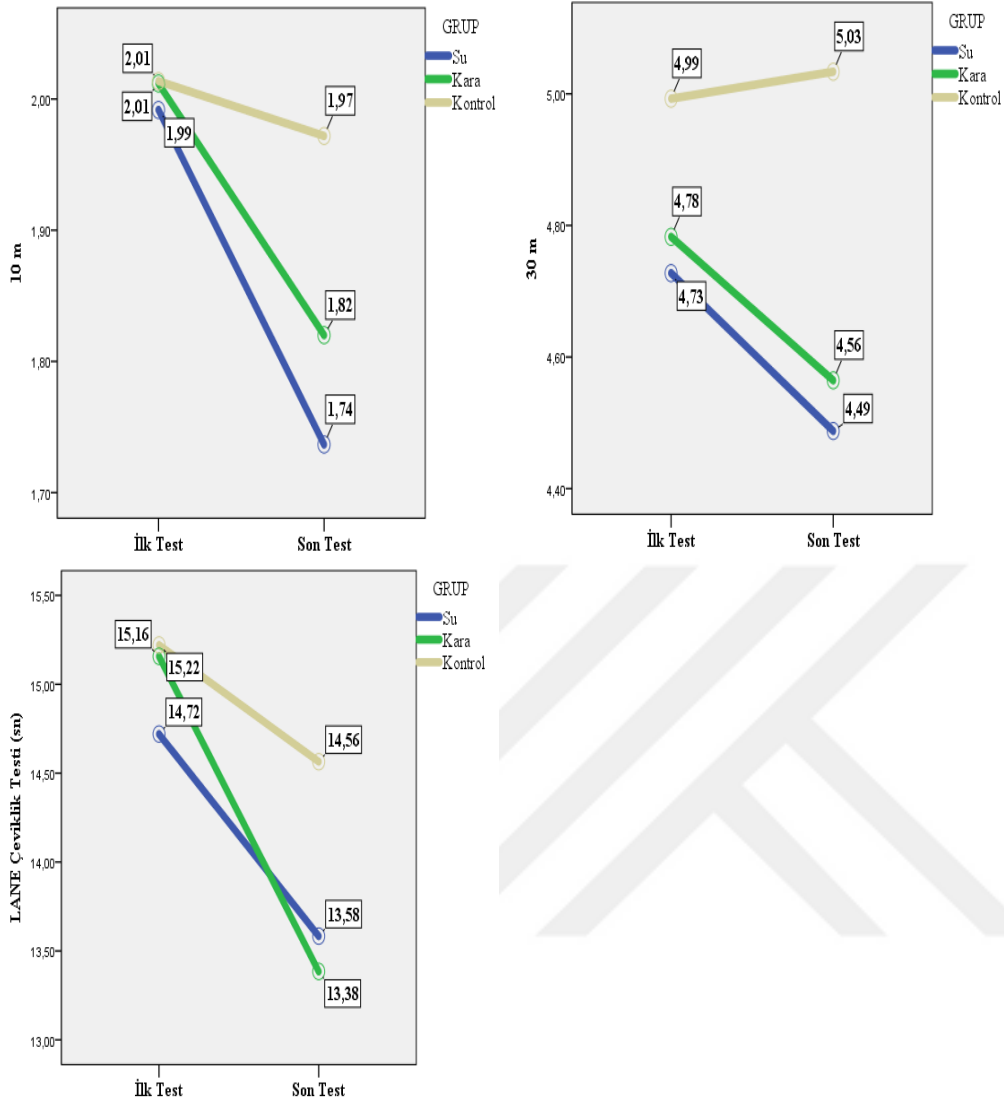 GRUP
Su
Kara
Kontrol
2,01
2,01
1,99
1,97
1,82
1,74
2,00
1,90
1,80
1,70
10 m
İlk Test
Son Test
GRUP
Su
Kara
Kontrol
4,99
5,03
4,78
4,73
4,56
4,49
5,00
4,80
4,60
4,40
30 m
İlk Test
Son Test
GRUP
Su
Kara
Kontrol
15,16
15,22
14,72
14,56
13,58
13,38
15,50
15,00
14,50
14,00
13,50
13,00
LANE Çeviklik Testi (sn)
İlk Test
Son Test